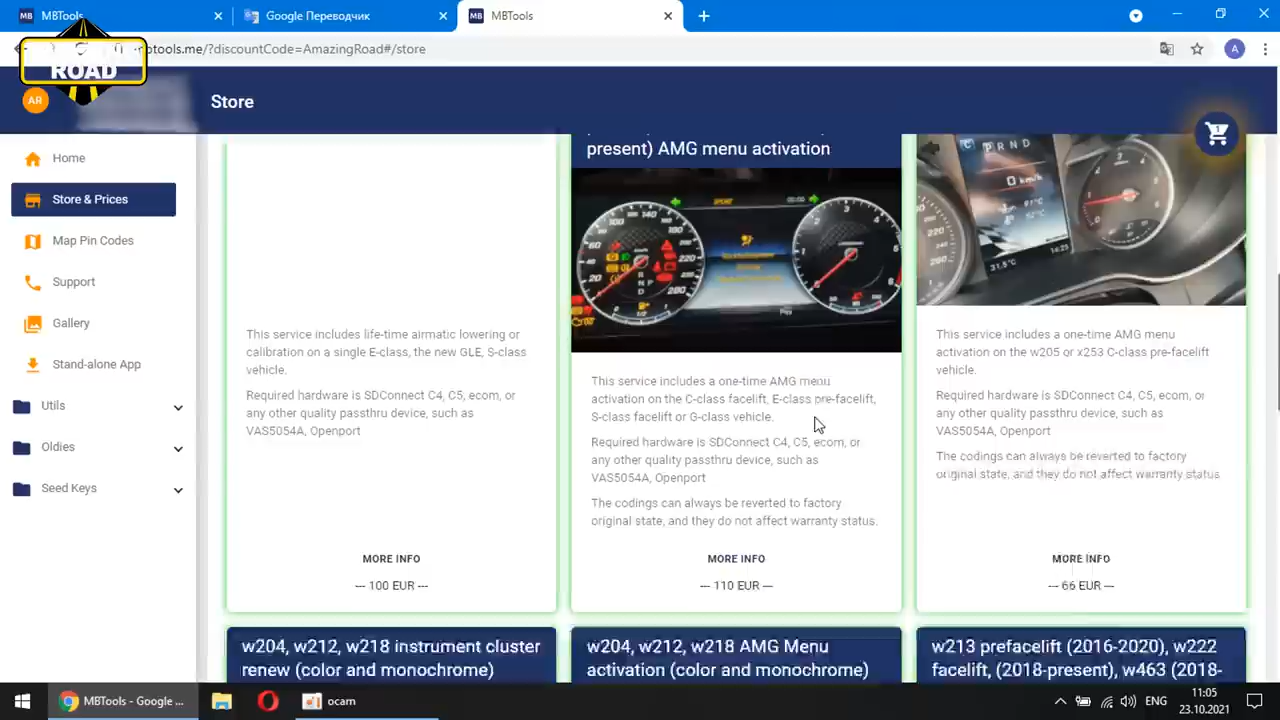 MBTools
Google Переводчик
MBTools
btools.me/?discountCode=AmazingRoad#/store
A
ROAD
AR
Store
1
Home
Store & Prices
Map Pin Codes
Support
Gallery
Stand-alone App
Utils
Oldies
Seed Keys
This service includes life-time airmatic lowering or
calibration on a single E-class, the new GLE, S-class
vehicle.
Required hardware is SDConnect C4, C5, ecom, or
any other quality passthru device, such as
VAS5054A, Openport
MORE INFO
--- 100 EUR ---
present) AMG menu activation
This service includes a one-time AMG menu
activation on the C-class facelift, E-class pre-facelift,
S-class facelift or G-class vehicle.
Required hardware is SDConnect C4, C5, ecom, or
any other quality passthru device, such as
VAS5054A, Openport
The codings can always be reverted to factory
original state, and they do not affect warranty status.
MORE INFO
--- 110 EUR ---
P R N D
0 km/h
31,5°C
14:25
This service includes a one-time AMG menu
activation on the w205 or x253 C-class pre-facelift
vehicle.
Required hardware is SDConnect C4, C5, ecom, or
any other quality passthru device, such as
VAS5054A, Openport
The codings can always be reverted to factory
original state, and they do not affect warranty status
MORE INFO
--- 66 EUR ---
w204, w212, w218 instrument cluster
renew (color and monochrome)
w204, w212, w218 AMG Menu
activation (color and monochrome)
w213 prefacelift (2016-2020), w222
facelift, (2018-present), w463 (2018-
MBTools - Google ...
ocam
ENG
11:05
23.10.2021